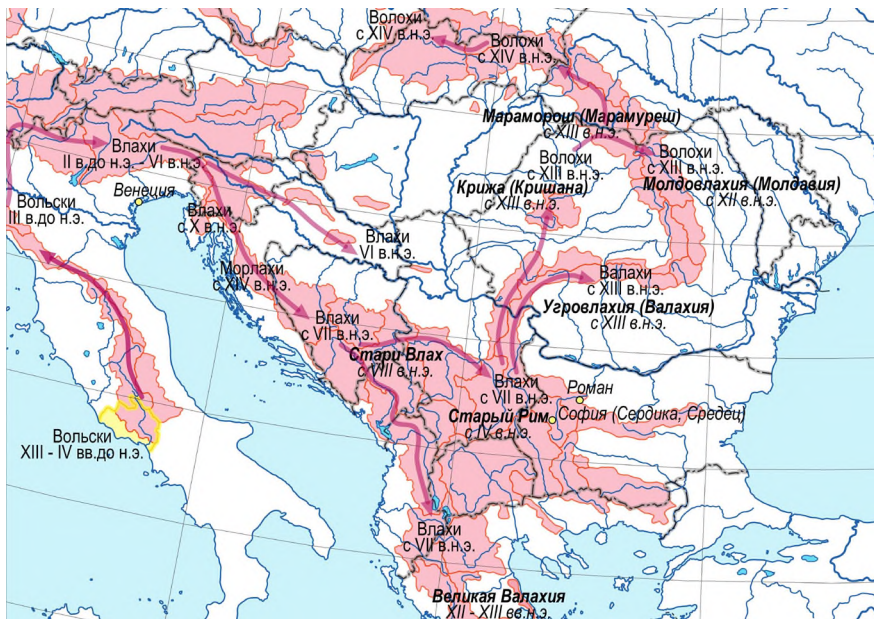 Волохи
с XIV в.н.э.
Волохи
с XIV в.н.э.
Мараморош (Марамуреш)
с XIII в.н.э.
Влахи
II в.до н.э. - VI в.н.э.
Волохи
с XIII в.н.э.
Волохи
с XIII в.н.э.
Крижа (Кришана)
с XIII в.н.э.
Молдовлахия (Молдавия)
с XII в.н.э.
Венеция
Вольски
III в.до н.э.
Влахи
с X в.н.э.
Влахи
VI в.н.э.
Морлахи
с XIV в.н.э.
Валахи
с XIII в.н.э.
Угровлахия (Валахия)
с XIII в.н.э.
Влахи
с VII в.н.э.
Стари Влах
с VIII в.н.э.
Влахи
с VII в.н.э.
Роман
Старый Рим
с IV в.н.э.
София (Сердика, Средец)
Вольски
XIII - IV вв.до н.э.
Влахи
с VII в.н.э.
Великая Валахия
XII - XIII вв.н.э.